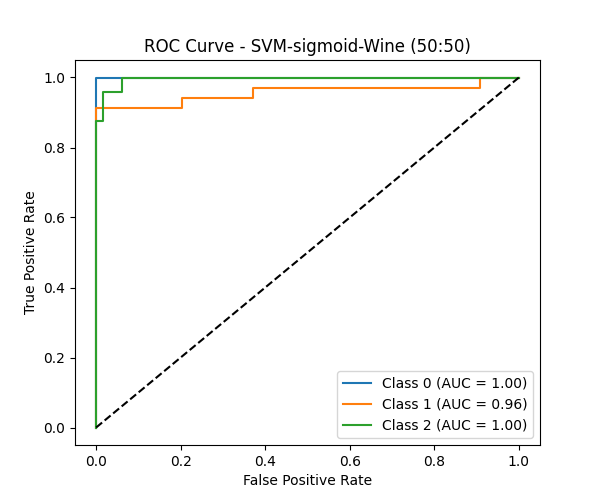 ROC Curve - SVM-sigmoid-Wine (50:50)
True Positive Rate
1.0
0.8
0.6
0.4
0.2
0.0
0.0 0.2 0.4 0.6 0.8 1.0
False Positive Rate
Class 0 (AUC = 1.00)
Class 1 (AUC = 0.96)
Class 2 (AUC = 1.00)